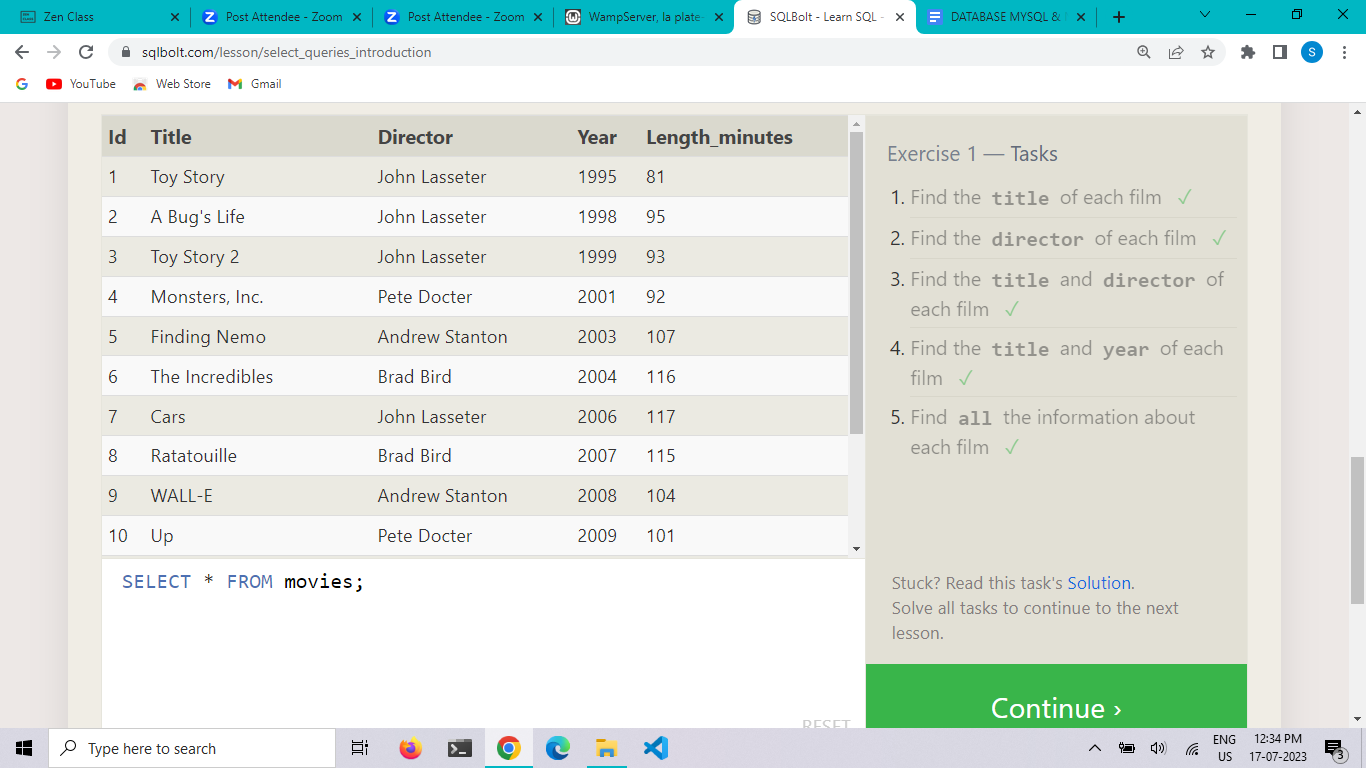 Zen Class
Post Attendee - Zoom
Post Attendee - Zoom
WampServer, la plate
SQLBolt - Learn SQL -
DATABASE MYSQL &
sqlbolt.com/lesson/select_queries_introduction
S
YouTube
Web Store
Gmail
Id Title Director Year Length_minutes
1 Toy Story John Lasseter 1995 81
2 A Bug's Life John Lasseter 1998 95
3 Toy Story 2 John Lasseter 1999 93
4 Monsters, Inc. Pete Docter 2001 92
5 Finding Nemo Andrew Stanton 2003 107
6 The Incredibles Brad Bird 2004 116
7 Cars John Lasseter 2006 117
8 Ratatouille Brad Bird 2007 115
9 WALL-E Andrew Stanton 2008 104
10 Up Pete Docter 2009 101
SELECT * FROM movies;
RESET
Exercise 1 — Tasks
1. Find the title of each film ✓
2. Find the director of each film ✓
3. Find the title and director of
each film ✓
4. Find the title and year of each
film ✓
5. Find all the information about
each film ✓
Stuck? Read this task's Solution.
Solve all tasks to continue to the next
lesson.
Continue ›
Type here to search
ENG
US
12:34 PM
17-07-2023
3